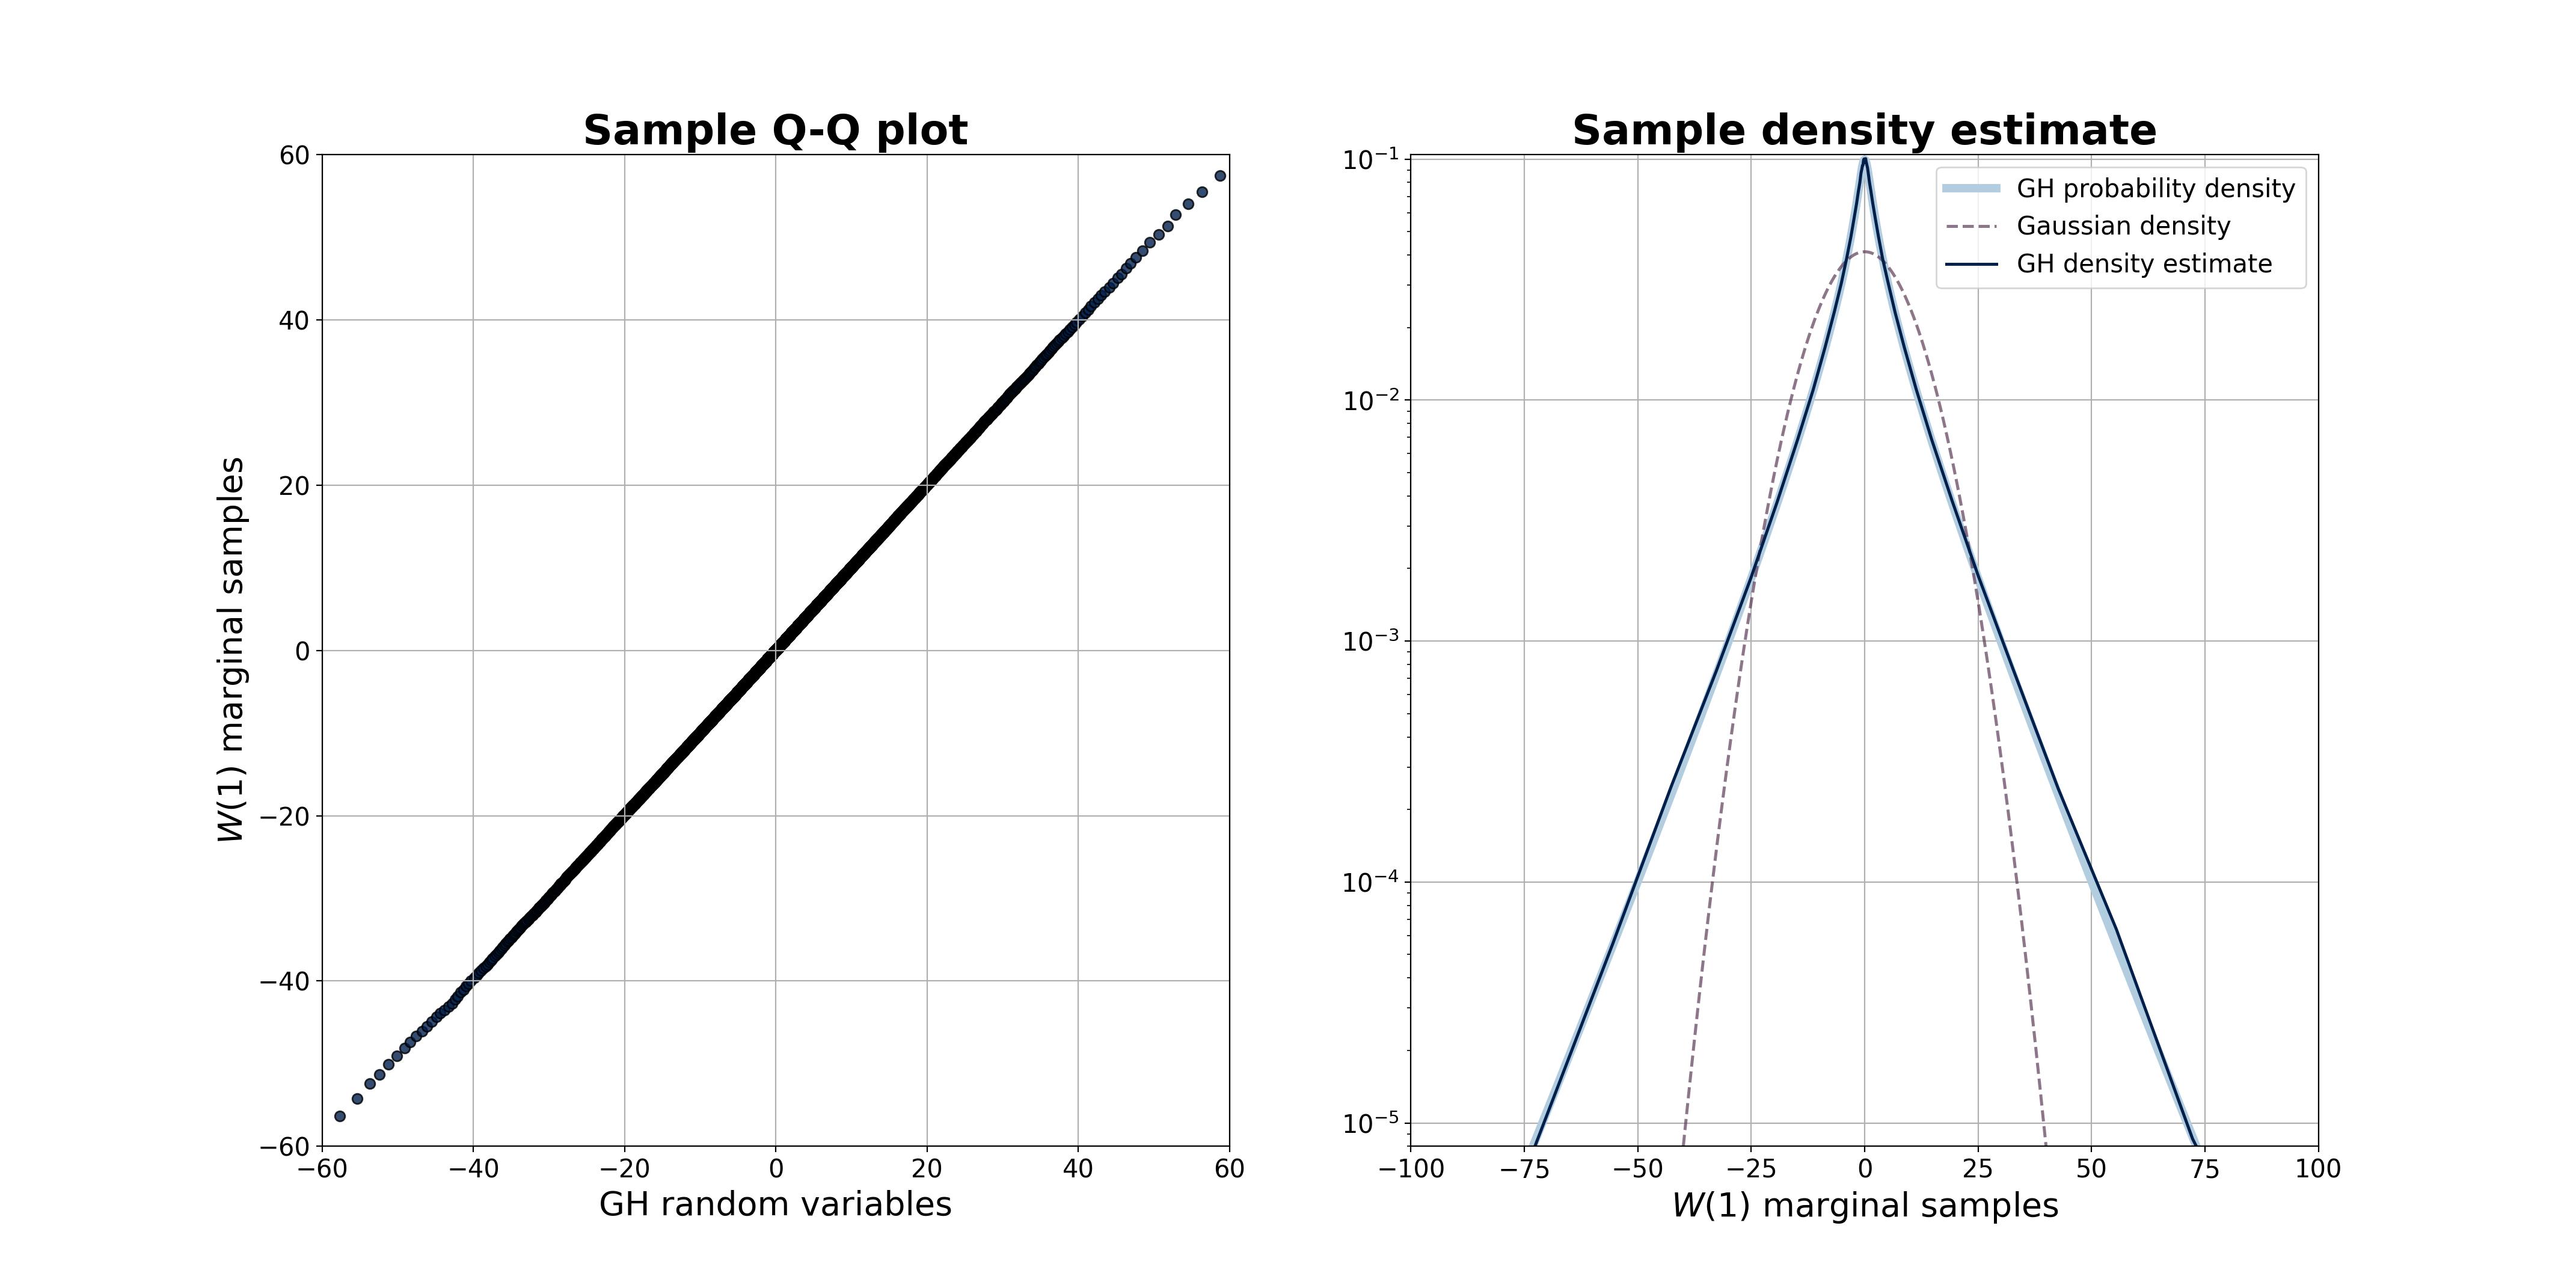 Sample Q-Q plot
60
40
20
0
−20
−40
−60
−60 −40 −20 0 20 40 60
W(1) marginal samples
GH random variables
Sample density estimate
10⁻¹
10⁻²
10⁻³
10⁻⁴
10⁻⁵
−100 −75 −50 −25 0 25 50 75 100
W(1) marginal samples
GH probability density
Gaussian density
GH density estimate